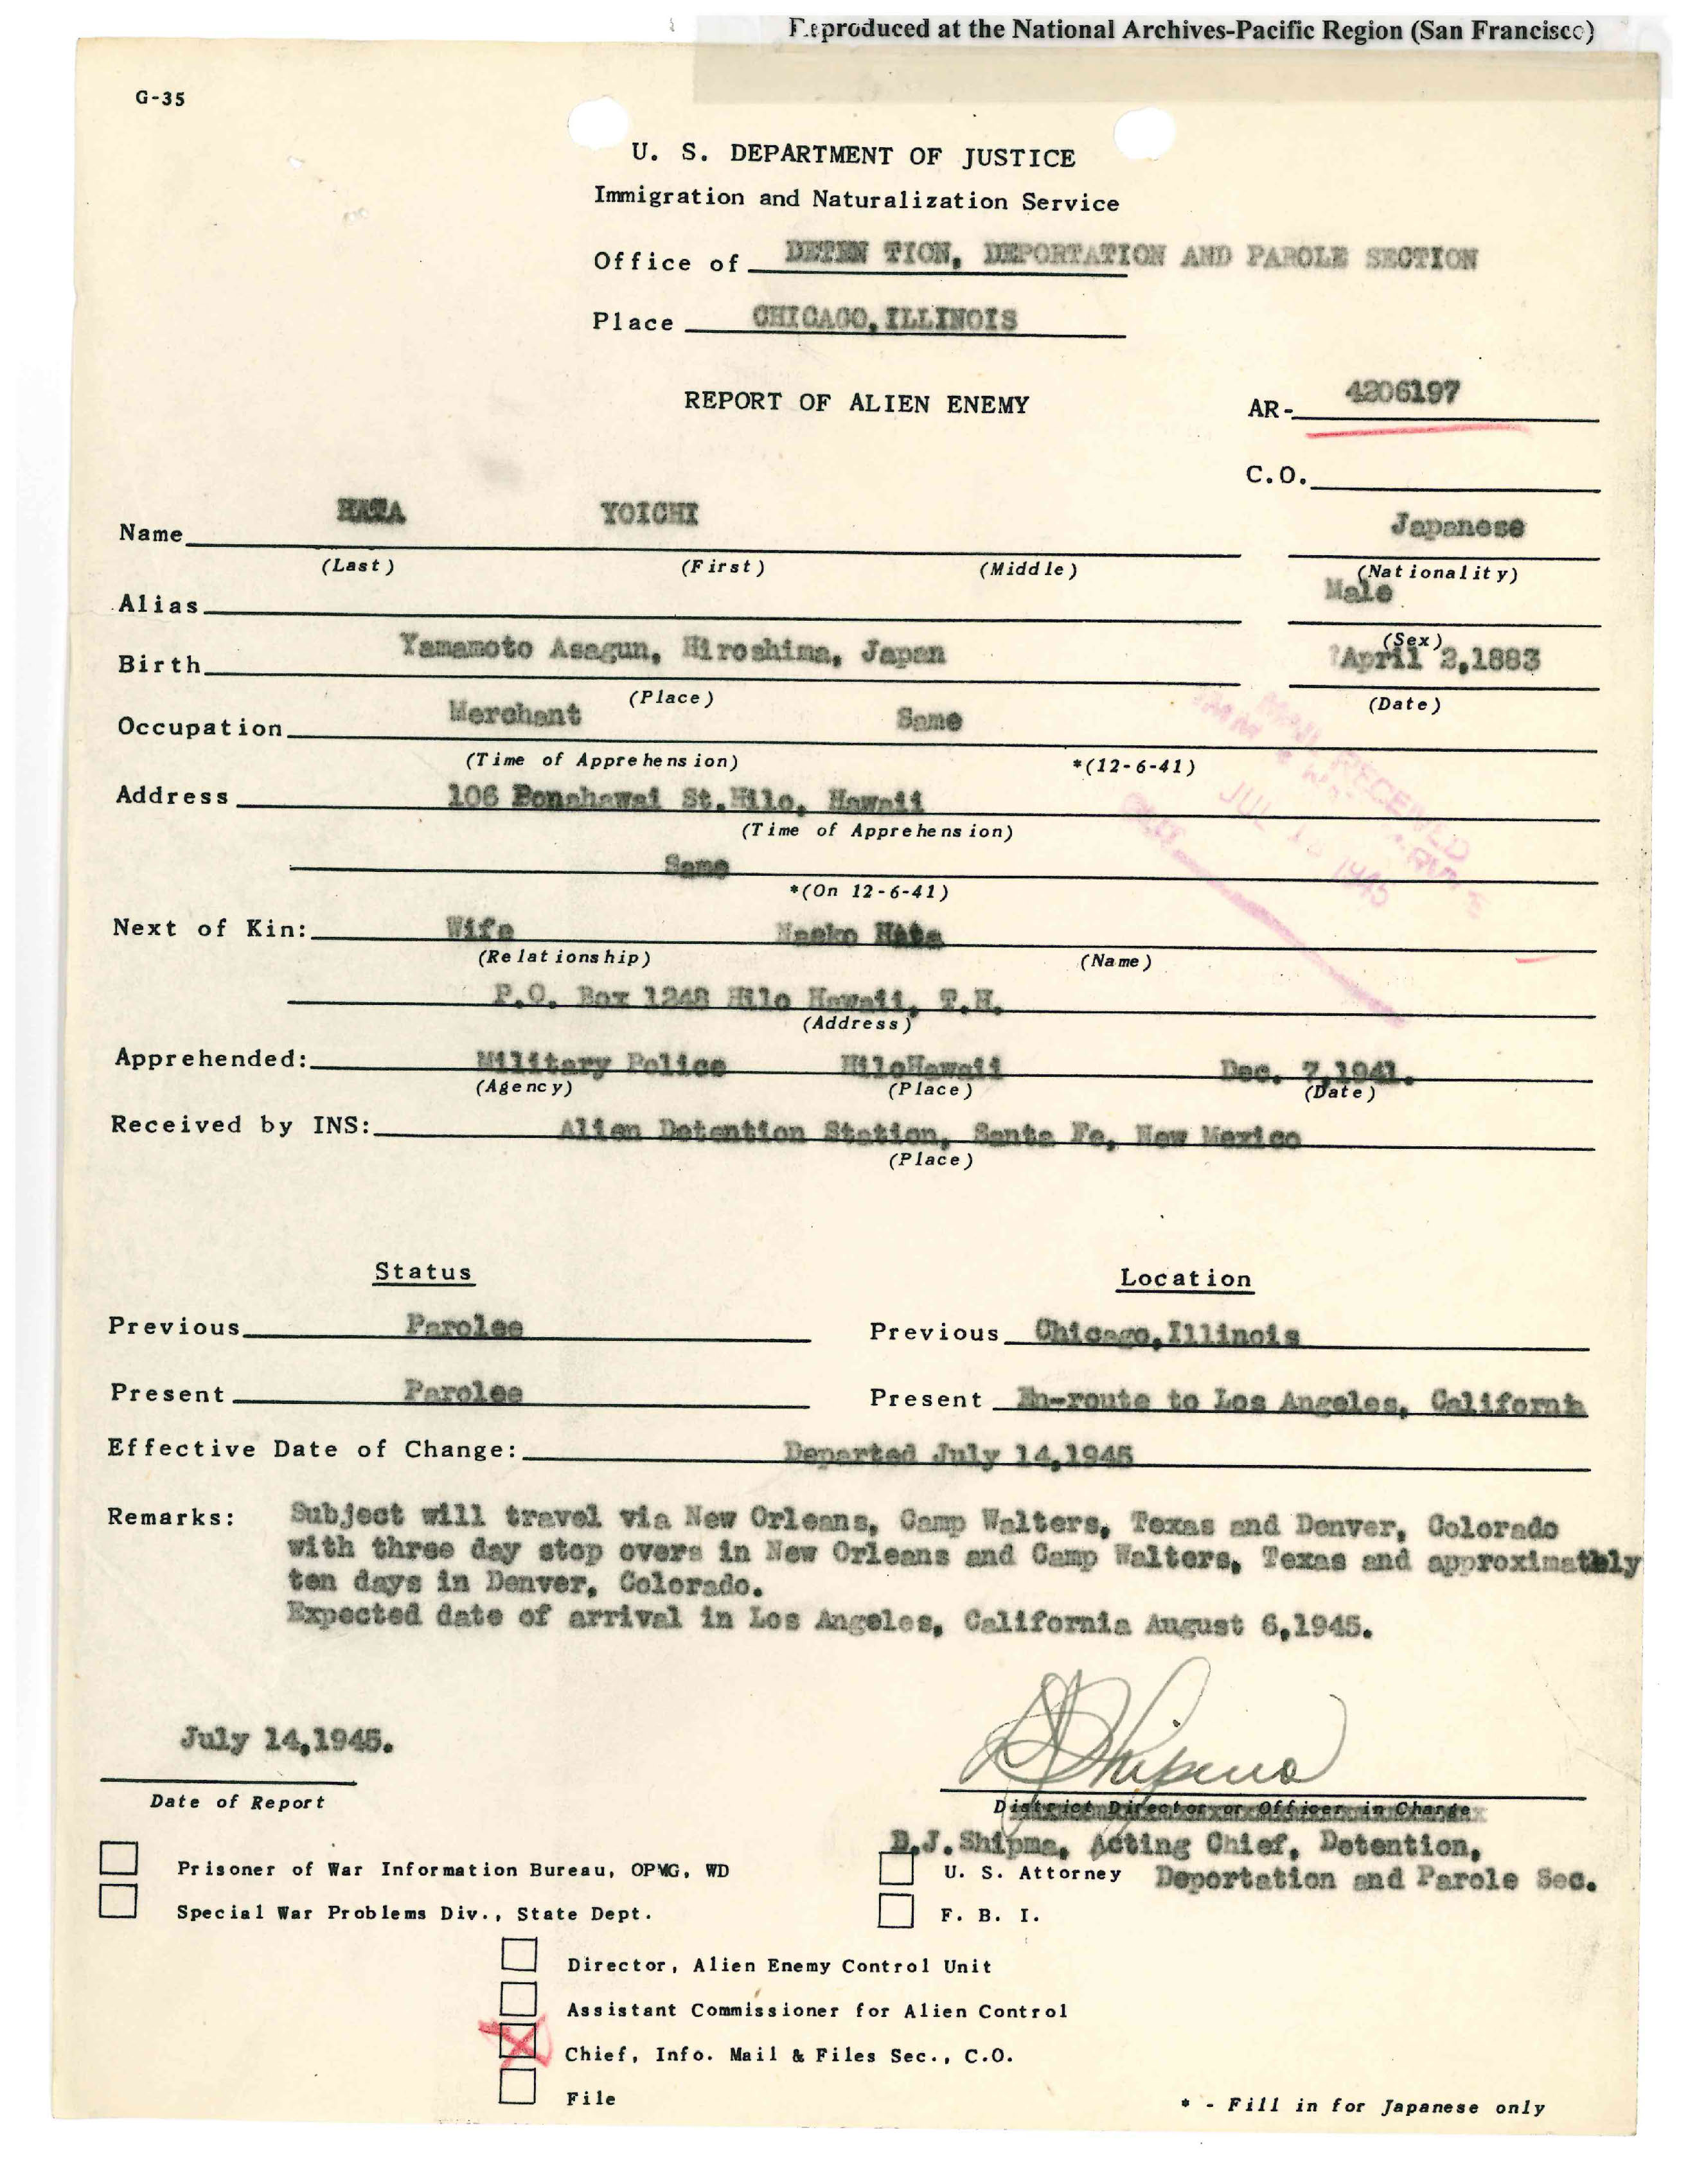 Reproduced at the National Archives-Pacific Region (San Francisco)
G-35
U. S. DEPARTMENT OF JUSTICE
Immigration and Naturalization Service
Office of DETEN TION, DEPORTATION AND PAROLE SECTION
Place CHICAGO,ILLINOIS
REPORT OF ALIEN ENEMY
AR- 4206197
C.O.
Name HATA YOICHI Japanese
(Last) (First) (Middle) (Nationality)
Alias Male
(Sex)
Birth Yamamoto Asagun, Hiroshima, Japan ?April 2,1883
(Place) (Date)
Occupation Merchant Same
(Time of Apprehension) *(12-6-41)
Address 106 Ponahawai St.Hilo, Hawaii
(Time of Apprehension)
Same
*(On 12-6-41)
MAIL RECEIVED
JUL 1945
Next of Kin: Wife Naeko Hata
(Relationship) (Name)
P.O. Box 1248 Hilo Hawaii, T.H.
(Address)
Apprehended: Military Police HiloHawaii Dec. 7,1941.
(Agency) (Place) (Date)
Received by INS: Alien Detention Station, Santa Fe, New Mexico
(Place)
Status Location
Previous Parolee Previous Chicago,Illinois
Present Parolee Present En-route to Los Angeles, California
Effective Date of Change: Departed July 14,1945
Remarks: Subject will travel via New Orleans, Camp Walters, Texas and Denver, Colorado
with three day stop overs in New Orleans and Camp Walters, Texas and approximately
ten days in Denver, Colorado.
Expected date of arrival in Los Angeles, California August 6,1945.
July 14,1945.
Date of Report
District Director or Officer in Charge
B.J.Shipma, Acting Chief, Detention,
Deportation and Parole Sec.
Prisoner of War Information Bureau, OPMG, WD
U. S. Attorney
Special War Problems Div., State Dept.
F. B. I.
Director, Alien Enemy Control Unit
Assistant Commissioner for Alien Control
X Chief, Info. Mail & Files Sec., C.O.
File
* - Fill in for Japanese only